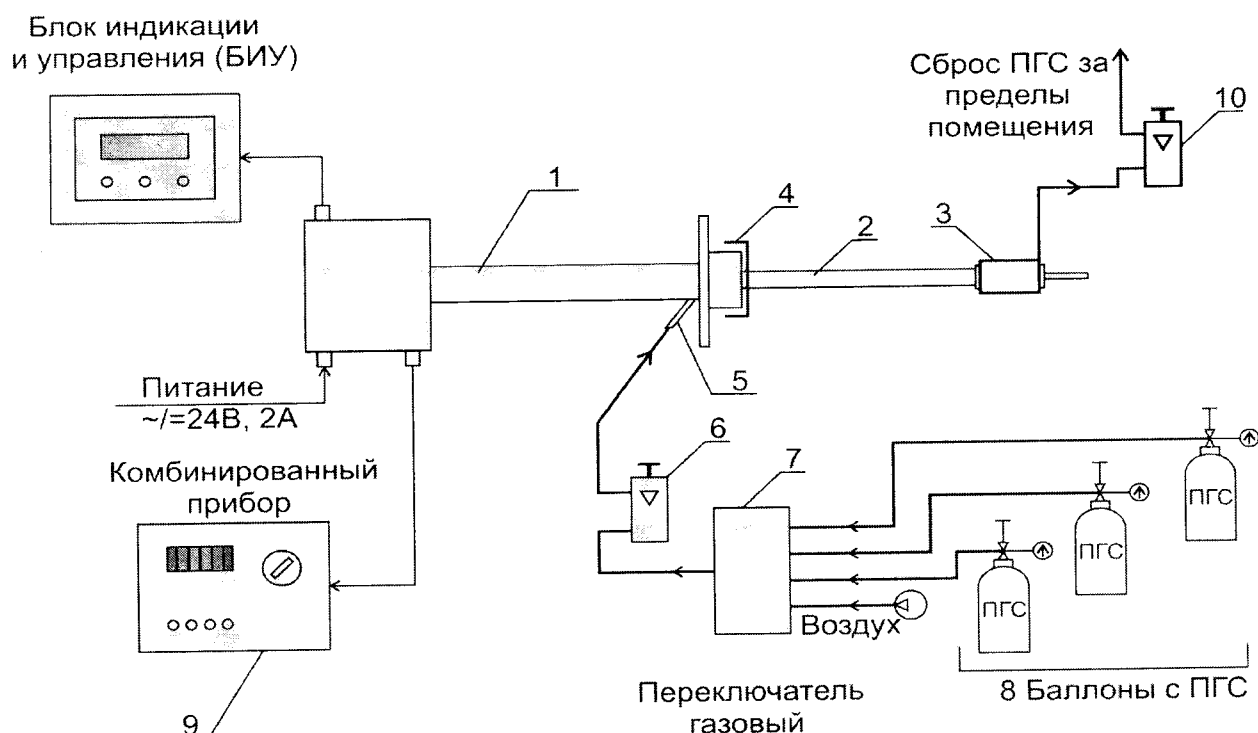 Блок индикации
и управления (БИУ)
Сброс ПГС за
пределы
помещения
10
1
4
2
3
5
Питание
~/=24В, 2А
6
7
Комбинированный
прибор
ПГС
ПГС
ПГС
Воздух
8 Баллоны с ПГС
Переключатель
газовый
9